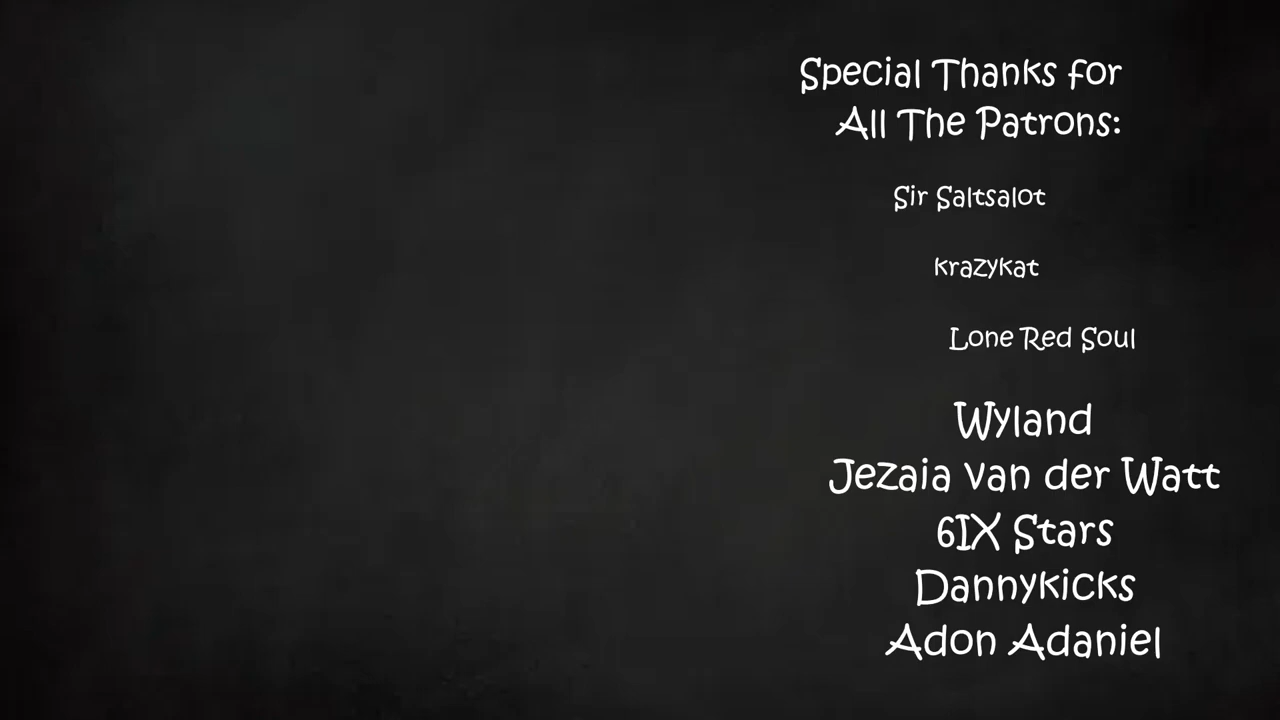 Special Thanks for
All The Patrons:
Sir Saltsalot
krazykat
Lone Red Soul
Wyland
Jezaia van der Watt
6IX Stars
Dannykicks
Adon Adaniel